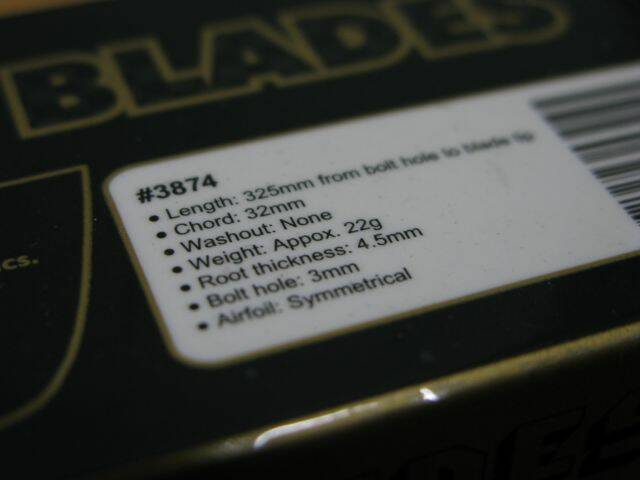 BLADES
#3874
• Length: 325mm from bolt hole to blade tip
• Chord: 32mm
• Washout: None
• Weight: Appox. 22g
• Root thickness: 4.5mm
• Bolt hole: 3mm
• Airfoil: Symmetrical
cs.